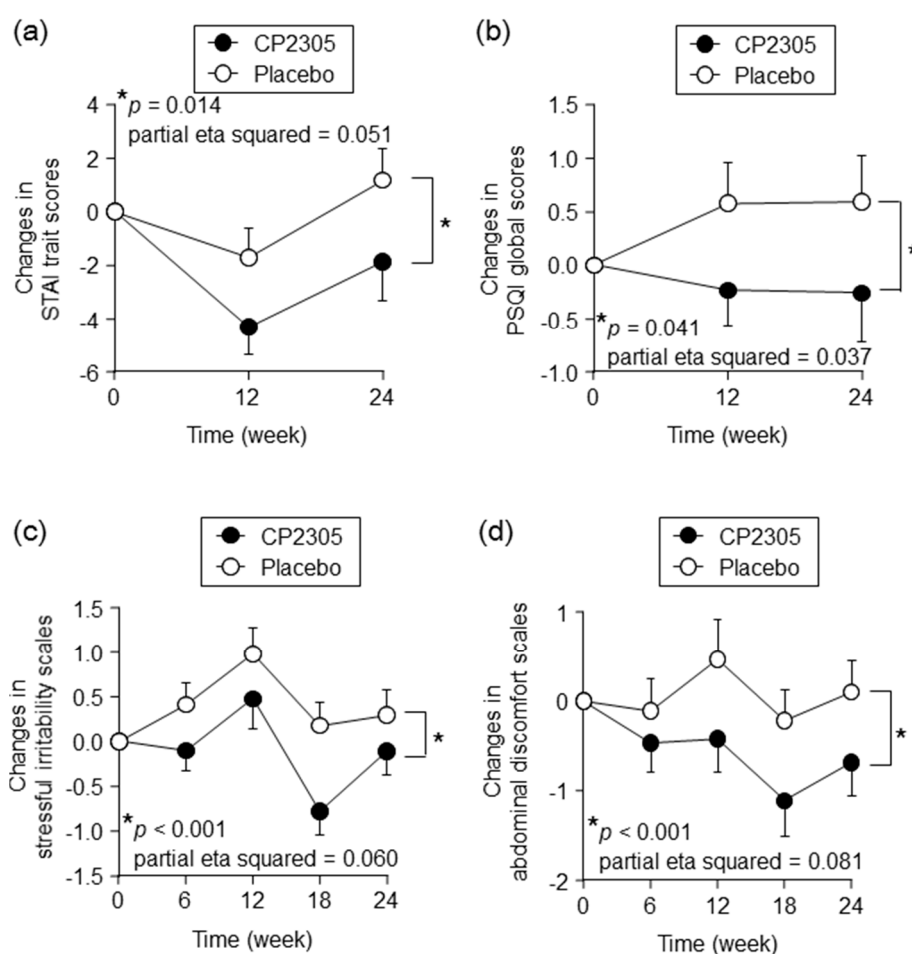 (a)
CP2305
Placebo
* p = 0.014
partial eta squared = 0.051
4
2
0
-2
-4
-6
Changes in
STAI trait scores
*
0
12
24
Time (week)
(b)
CP2305
Placebo
1.5
1.0
0.5
0.0
-0.5
-1.0
Changes in
PSQI global scores
*
* p = 0.041
partial eta squared = 0.037
0
12
24
Time (week)
(c)
CP2305
Placebo
1.5
1.0
0.5
0.0
-0.5
-1.0
-1.5
Changes in
stressful irritability scales
*
* p < 0.001
partial eta squared = 0.060
0
6
12
18
24
Time (week)
(d)
CP2305
Placebo
1
0
-1
-2
Changes in
abdominal discomfort scales
*
* p < 0.001
partial eta squared = 0.081
0
6
12
18
24
Time (week)